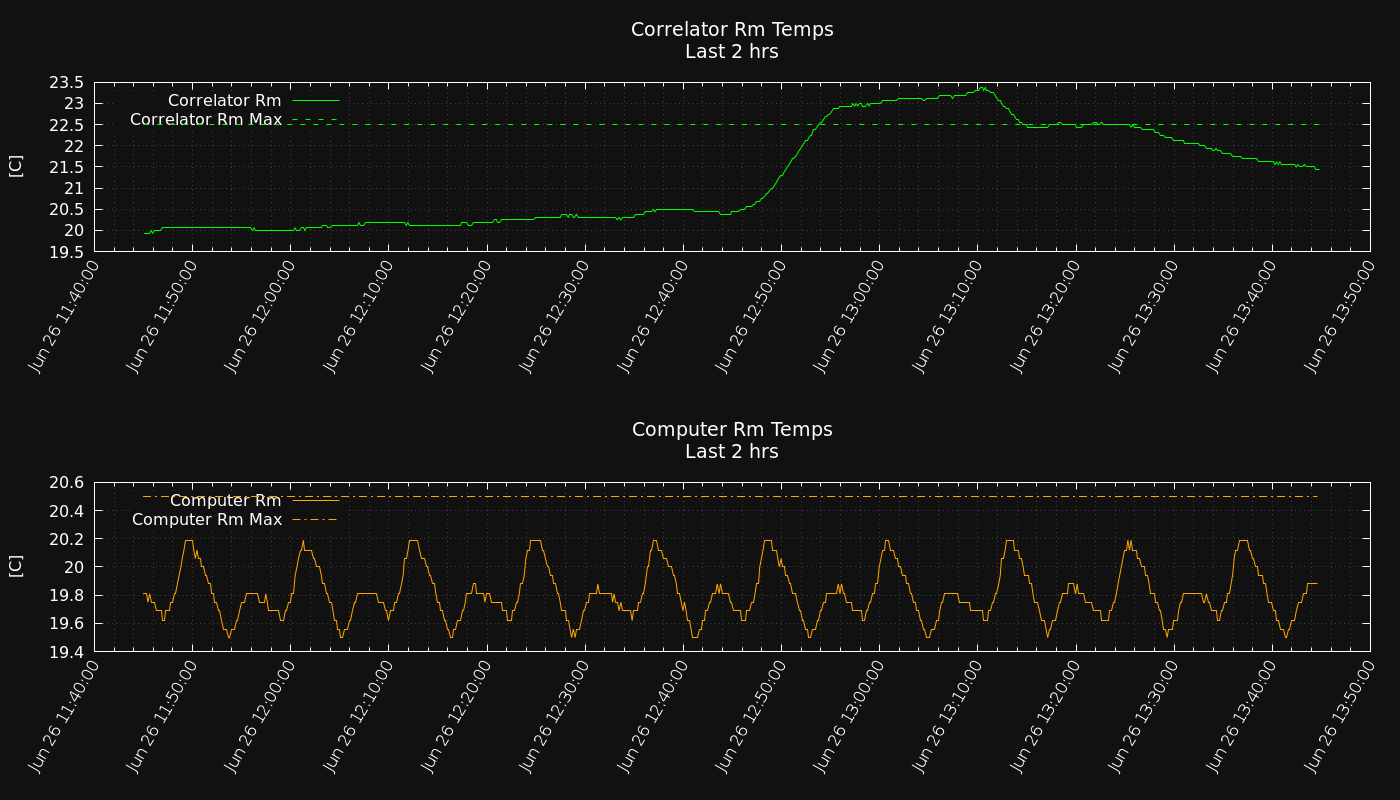 Correlator Rm Temps
Last 2 hrs
23.5
23
22.5
22
21.5
21
20.5
20
19.5
[C]
Correlator Rm
Correlator Rm Max
Jun 26 11:40:00
Jun 26 11:50:00
Jun 26 12:00:00
Jun 26 12:10:00
Jun 26 12:20:00
Jun 26 12:30:00
Jun 26 12:40:00
Jun 26 12:50:00
Jun 26 13:00:00
Jun 26 13:10:00
Jun 26 13:20:00
Jun 26 13:30:00
Jun 26 13:40:00
Jun 26 13:50:00
Computer Rm Temps
Last 2 hrs
20.6
20.4
20.2
20
19.8
19.6
19.4
[C]
Computer Rm
Computer Rm Max
Jun 26 11:40:00
Jun 26 11:50:00
Jun 26 12:00:00
Jun 26 12:10:00
Jun 26 12:20:00
Jun 26 12:30:00
Jun 26 12:40:00
Jun 26 12:50:00
Jun 26 13:00:00
Jun 26 13:10:00
Jun 26 13:20:00
Jun 26 13:30:00
Jun 26 13:40:00
Jun 26 13:50:00